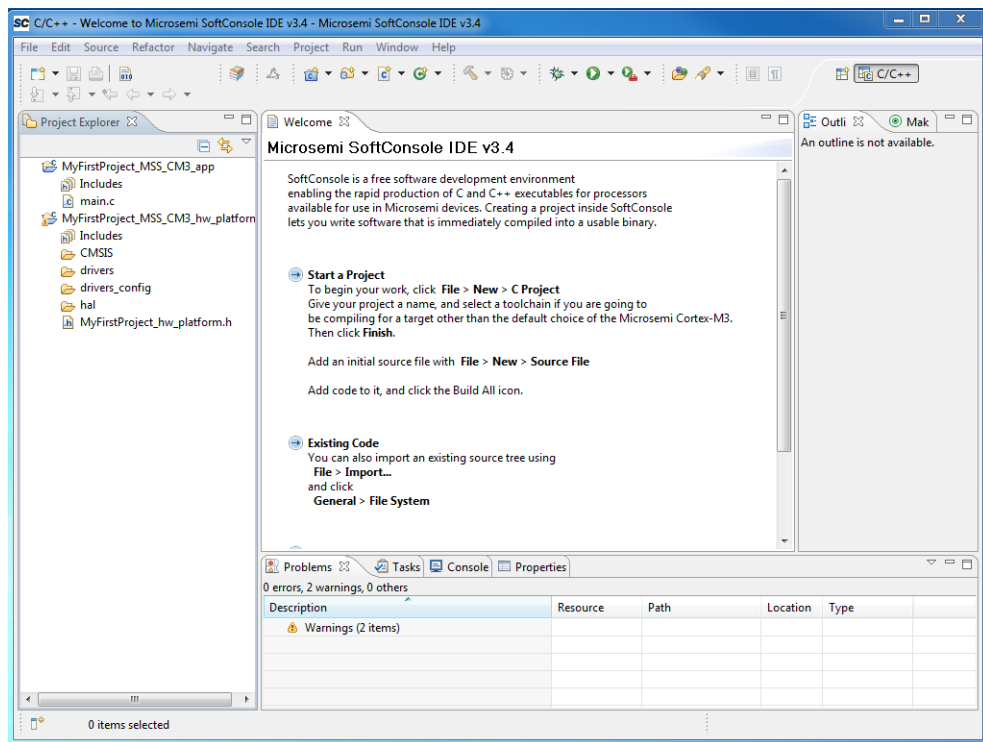 SC C/C++ - Welcome to Microsemi SoftConsole IDE v3.4 - Microsemi SoftConsole IDE v3.4
File Edit Source Refactor Navigate Search Project Run Window Help
010
C/C++
Project Explorer
MyFirstProject_MSS_CM3_app
Includes
main.c
MyFirstProject_MSS_CM3_hw_platform
Includes
CMSIS
drivers
drivers_config
hal
MyFirstProject_hw_platform.h
Welcome
Microsemi SoftConsole IDE v3.4
SoftConsole is a free software development environment
enabling the rapid production of C and C++ executables for processors
available for use in Microsemi devices. Creating a project inside SoftConsole
lets you write software that is immediately compiled into a usable binary.
Start a Project
To begin your work, click File > New > C Project
Give your project a name, and select a toolchain if you are going to
be compiling for a target other than the default choice of the Microsemi Cortex-M3.
Then click Finish.
Add an initial source file with File > New > Source File
Add code to it, and click the Build All icon.
Existing Code
You can also import an existing source tree using
File > Import...
and click
General > File System
Outli Mak
An outline is not available.
Problems Tasks Console Properties
0 errors, 2 warnings, 0 others
Description Resource Path Location Type
Warnings (2 items)
0 items selected